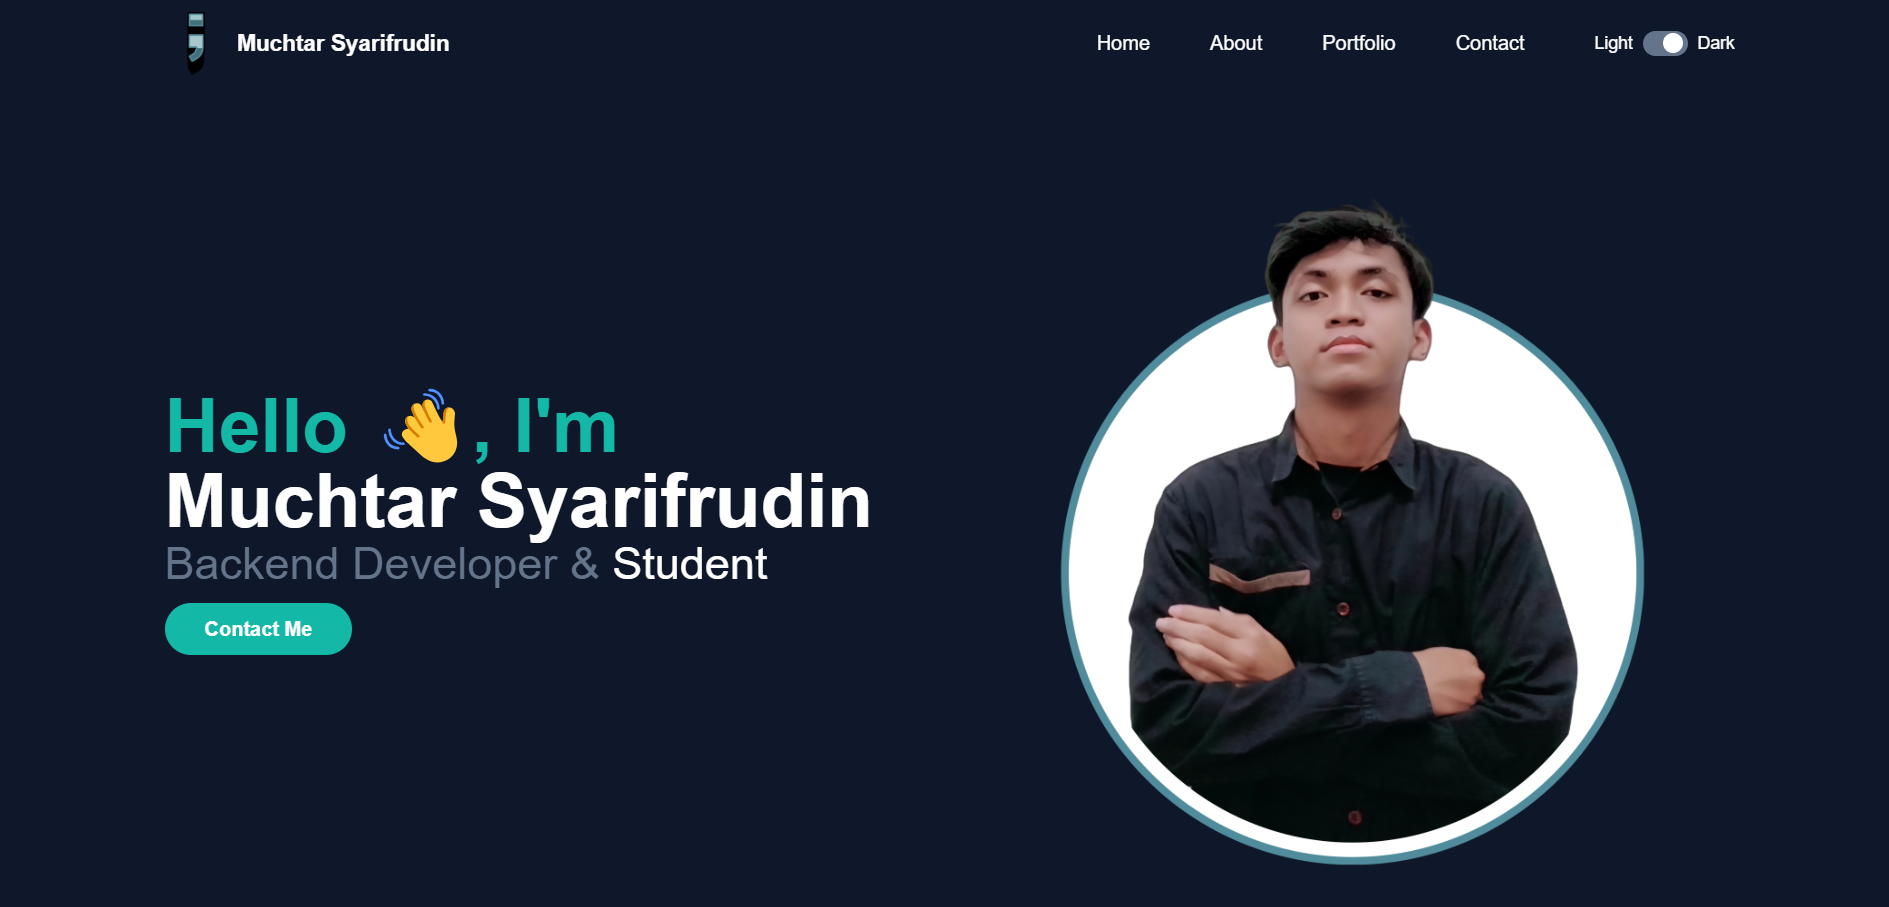 Muchtar Syarifrudin
Home About Portfolio Contact Light Dark
Hello 👋, I'm
Muchtar Syarifrudin
Backend Developer & Student
Contact Me